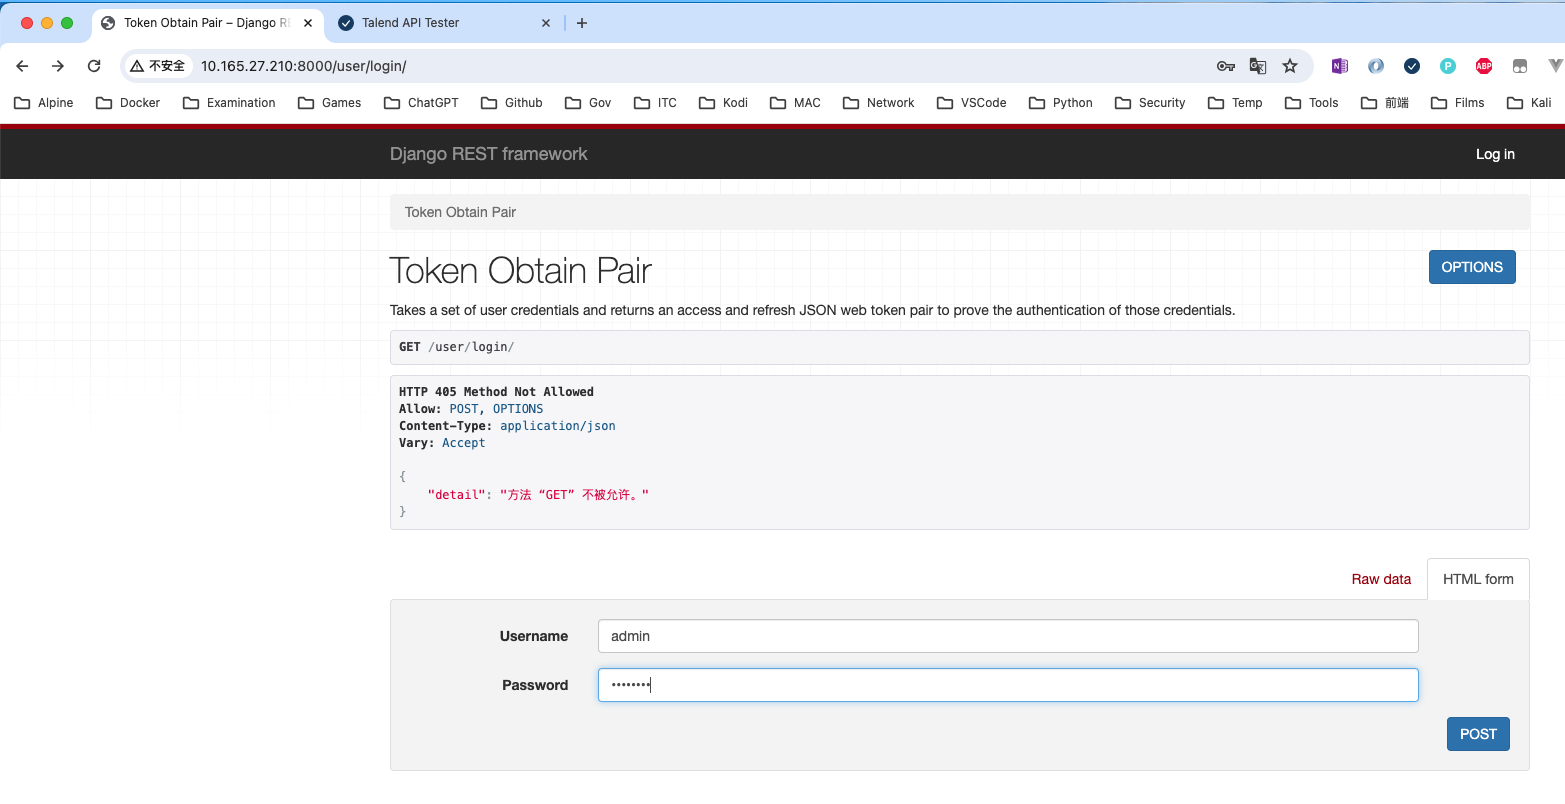 Token Obtain Pair – Django RE
Talend API Tester
不安全 10.165.27.210:8000/user/login/
Alpine Docker Examination Games ChatGPT Github Gov ITC Kodi MAC Network VSCode Python Security Temp Tools 前端 Films Kali
Django REST framework
Log in
Token Obtain Pair
Token Obtain Pair
OPTIONS
Takes a set of user credentials and returns an access and refresh JSON web token pair to prove the authentication of those credentials.
GET /user/login/
HTTP 405 Method Not Allowed
Allow: POST, OPTIONS
Content-Type: application/json
Vary: Accept
{
"detail": "方法 “GET” 不被允许。"
}
Raw data HTML form
Username admin
Password ••••••••
POST